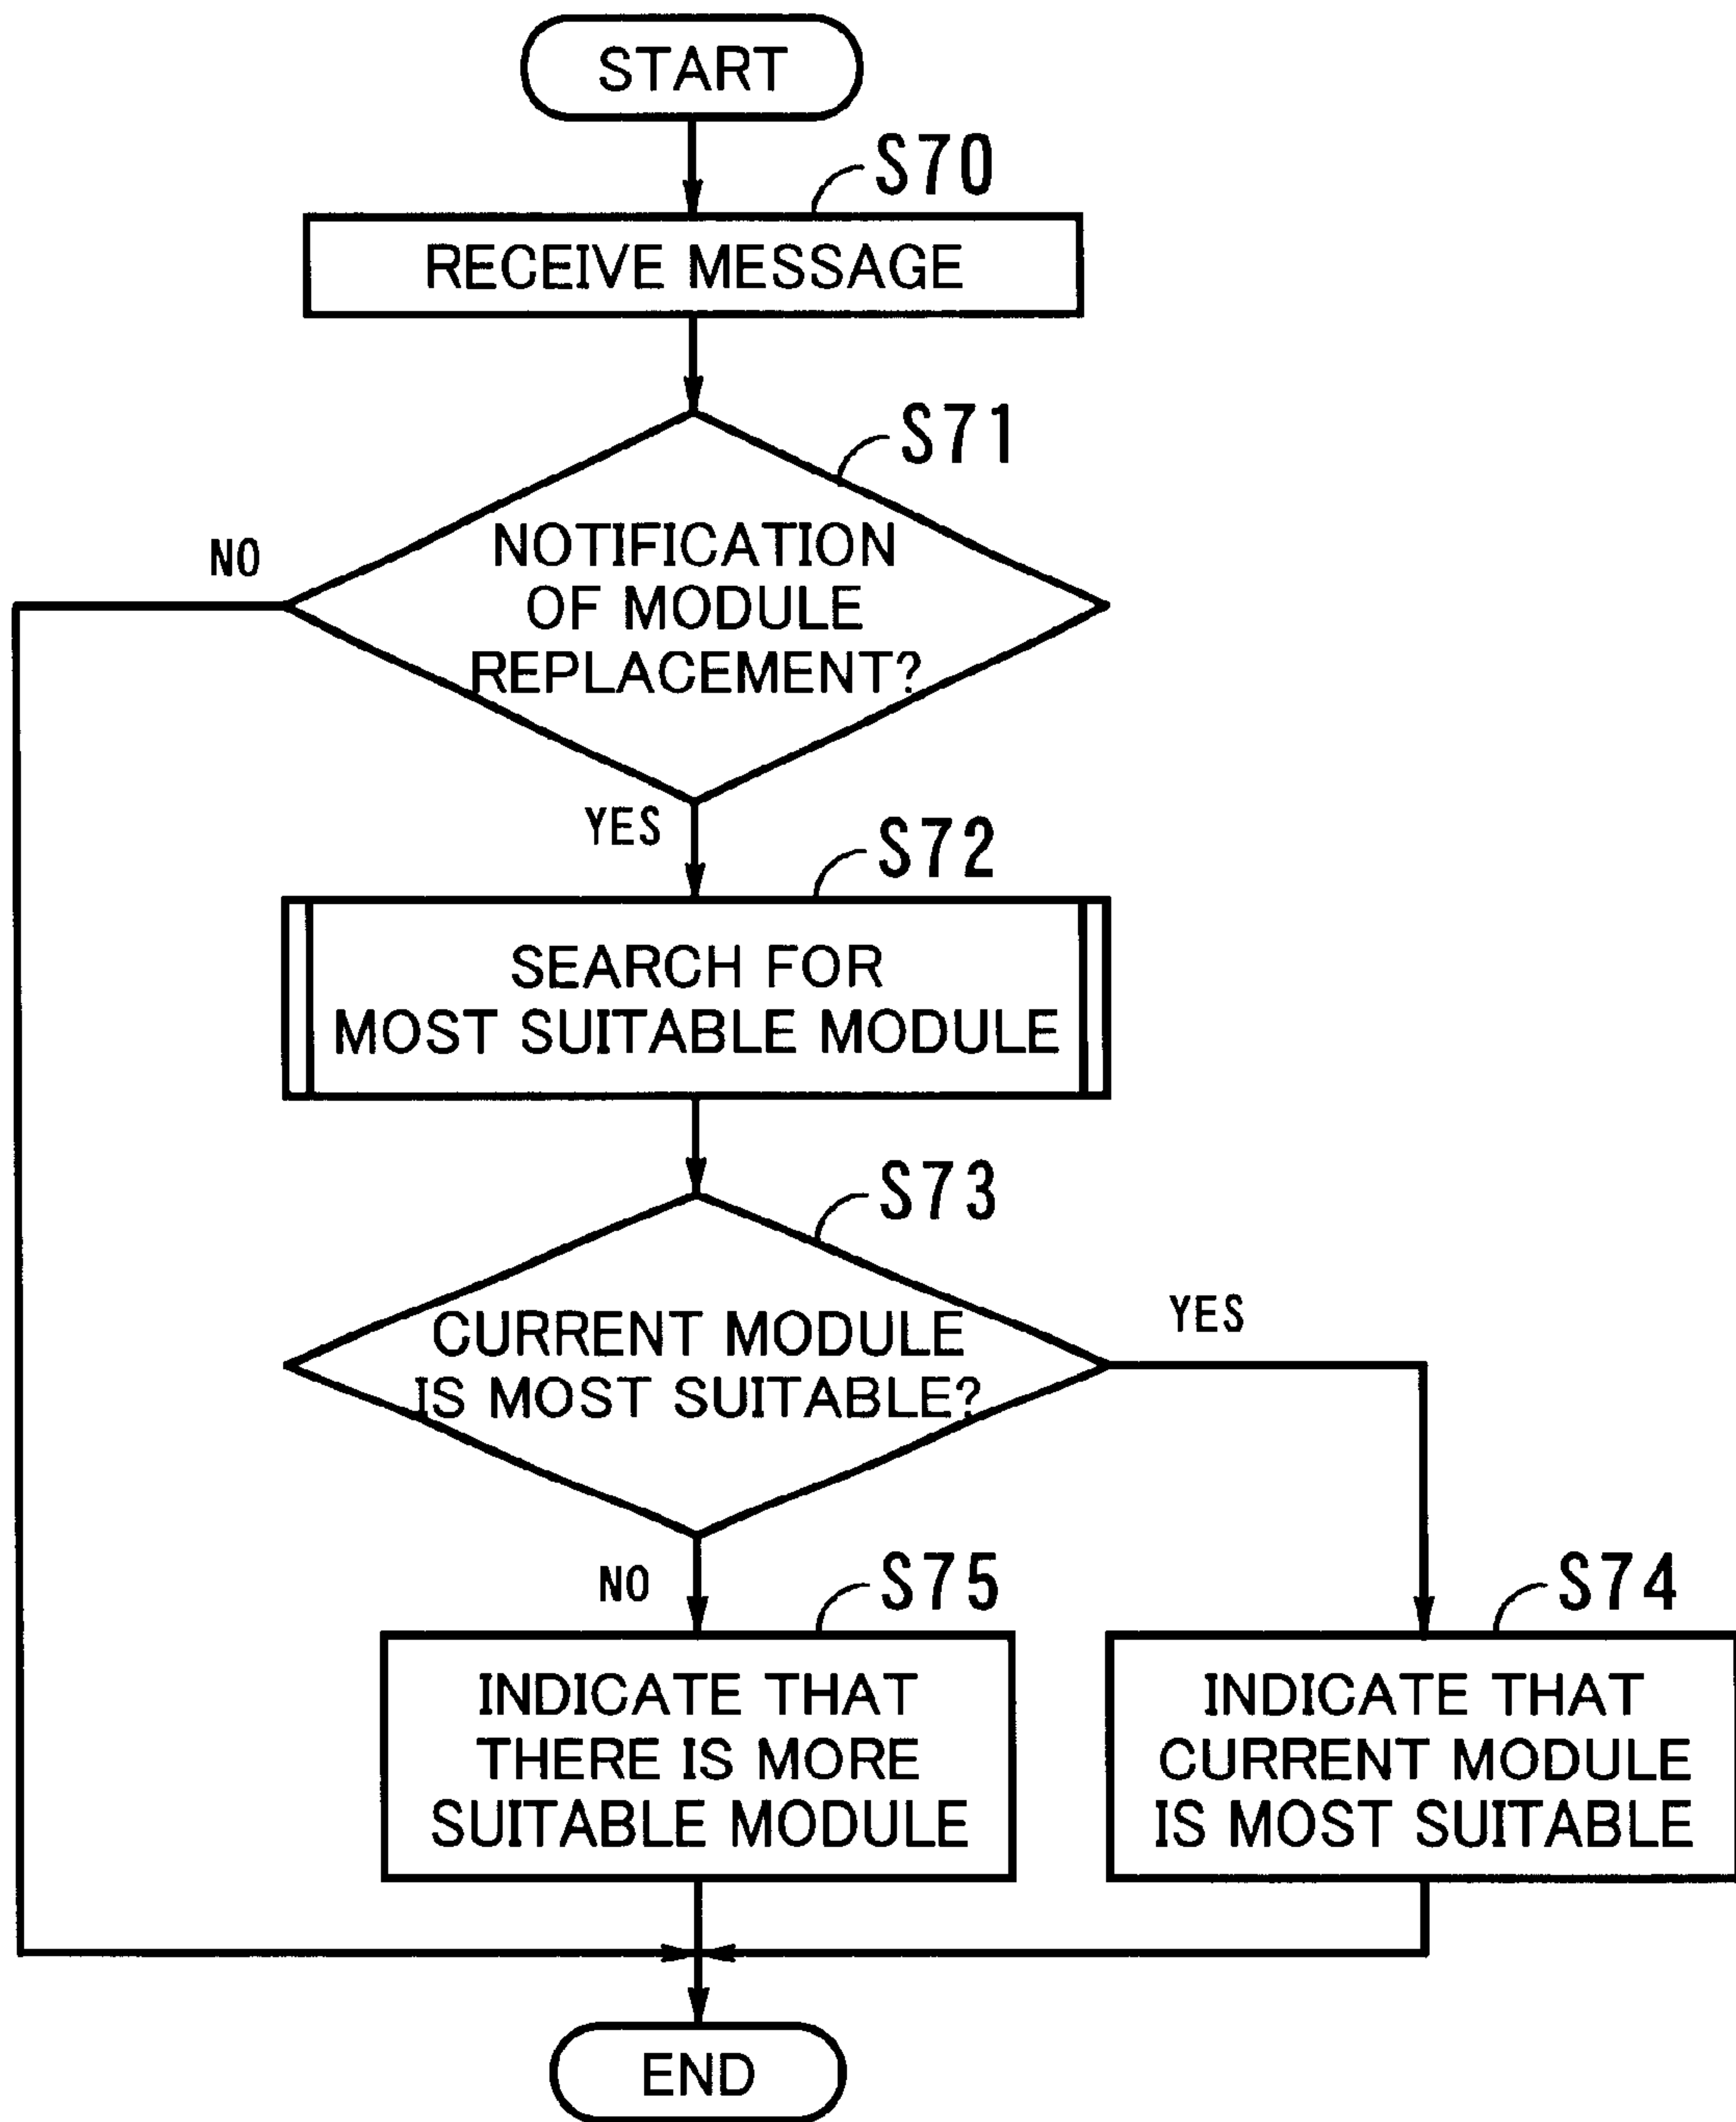 START
S70
RECEIVE MESSAGE
S71
NOTIFICATION
OF MODULE
REPLACEMENT?
NO
YES
S72
SEARCH FOR
MOST SUITABLE MODULE
S73
CURRENT MODULE
IS MOST SUITABLE?
YES
NO
S75
INDICATE THAT
THERE IS MORE
SUITABLE MODULE
S74
INDICATE THAT
CURRENT MODULE
IS MOST SUITABLE
END